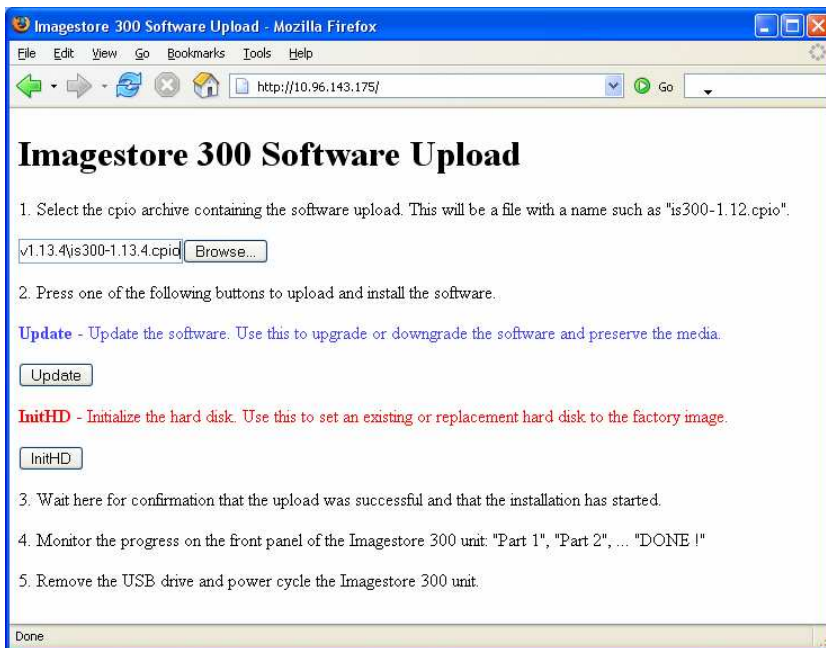 Imagestore 300 Software Upload - Mozilla Firefox
File Edit View Go Bookmarks Tools Help
http://10.96.143.175/ Go
Imagestore 300 Software Upload
1. Select the cpio archive containing the software upload. This will be a file with a name such as "is300-1.12.cpio".
v1.13.4\is300-1.13.4.cpio Browse...
2. Press one of the following buttons to upload and install the software.
Update - Update the software. Use this to upgrade or downgrade the software and preserve the media.
Update
InitHD - Initialize the hard disk. Use this to set an existing or replacement hard disk to the factory image.
InitHD
3. Wait here for confirmation that the upload was successful and that the installation has started.
4. Monitor the progress on the front panel of the Imagestore 300 unit: "Part 1", "Part 2", ... "DONE !"
5. Remove the USB drive and power cycle the Imagestore 300 unit.
Done